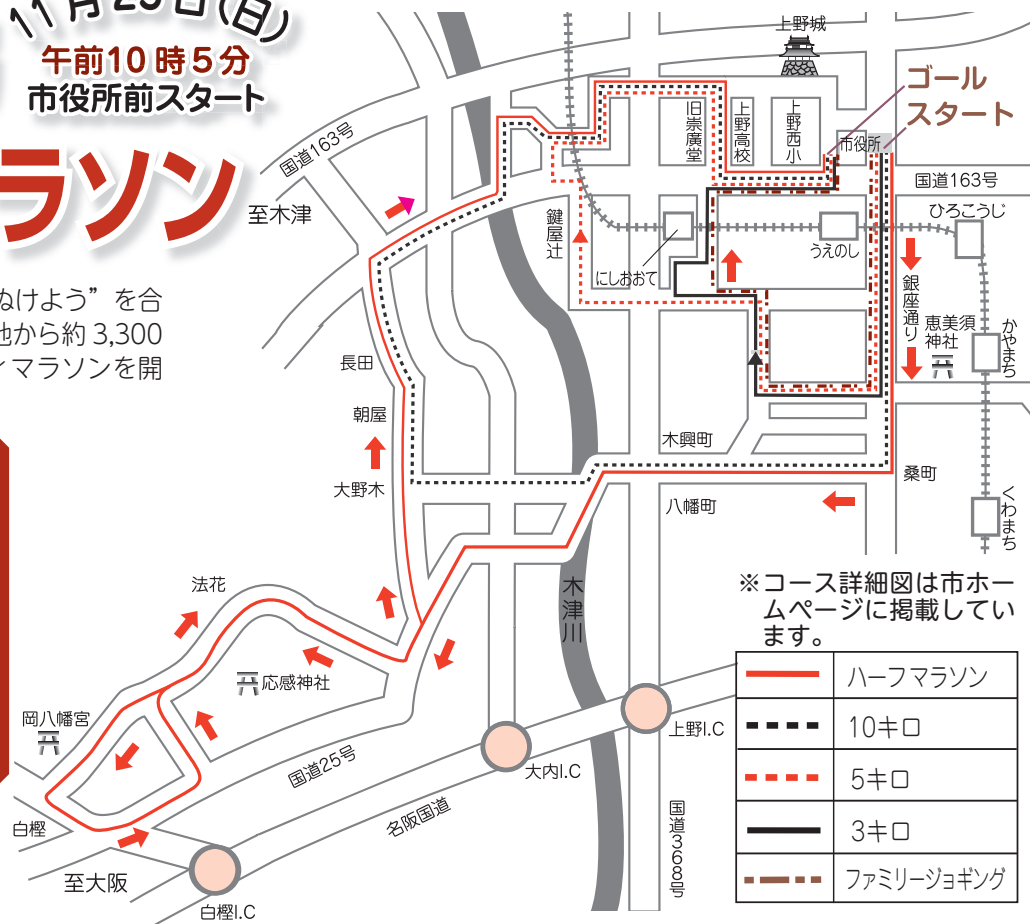 11月25日(日)
午前10時5分
市役所前スタート
ラソン
ぬけよう”を合
地から約3,300
マラソンを開
上野城
ゴール
スタート
国道163号
旧崇廣堂
上野高校
上野西小
市役所
国道163号
至木津
ひろこうじ
鍵屋辻
にしおおて
うえのし
銀座通り
恵美須
神社
かやまち
長田
朝屋
大野木
木興町
八幡町
桑町
くわまち
法花
木津川
応感神社
岡八幡宮
白樫
国道25号
至大阪
白樫I.C
名阪国道
大内I.C
上野I.C
国道368号
※コース詳細図は市ホー
ムページに掲載してい
ます。
ハーフマラソン
10キロ
5キロ
3キロ
ファミリージョギング